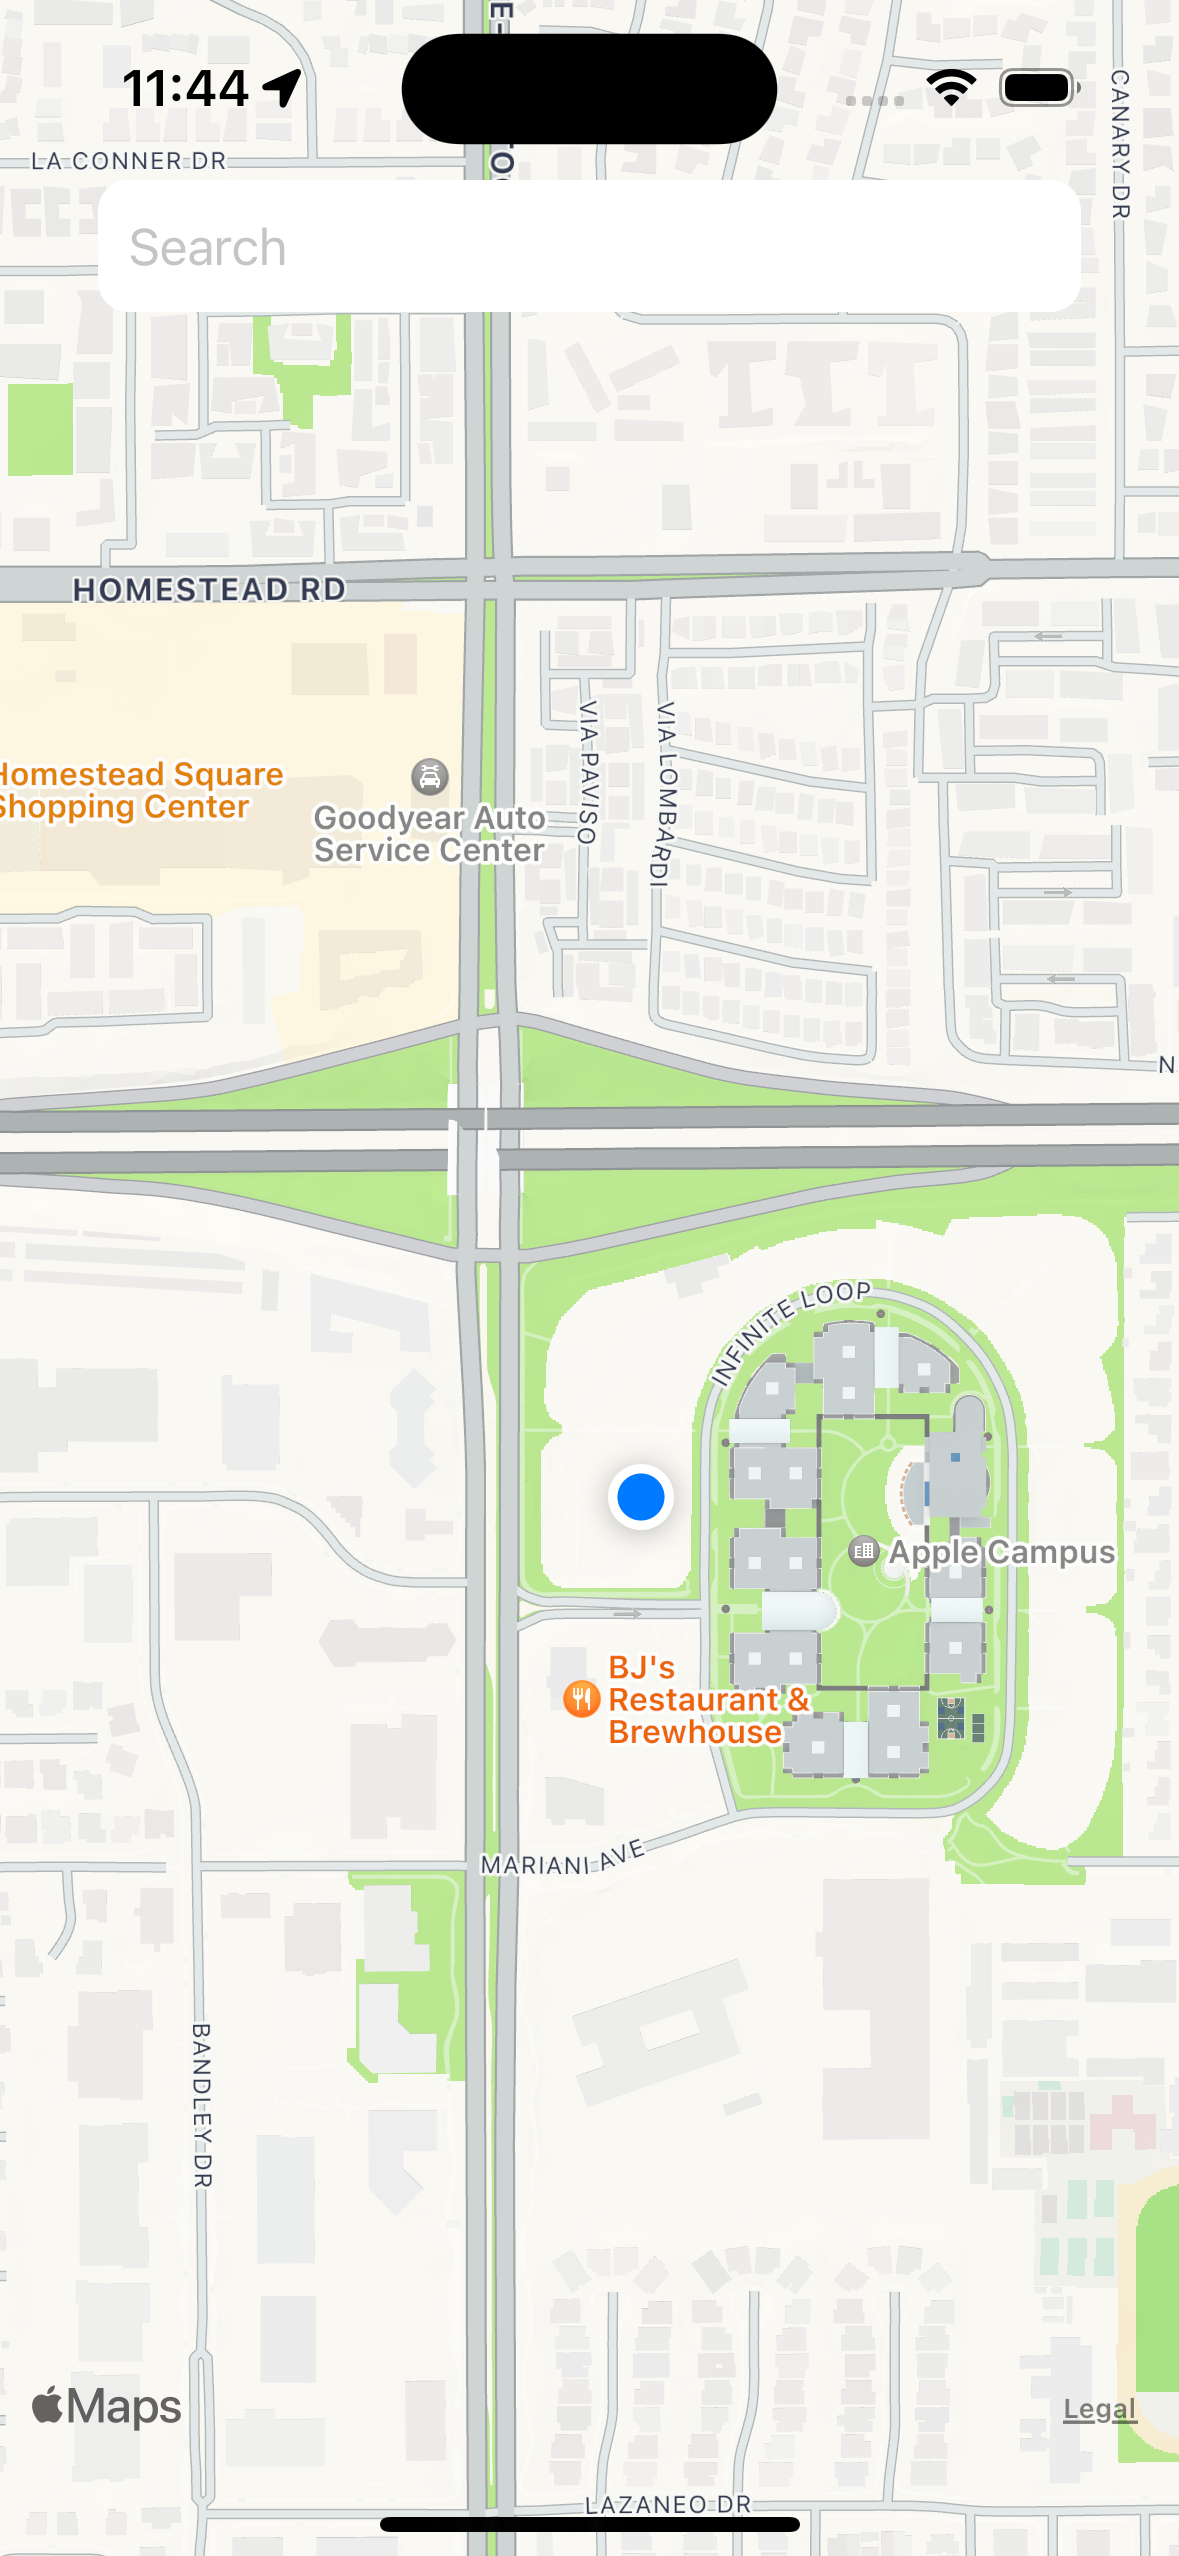 E-
11:44
TO
CANARY DR
LA CONNER DR
Search
HOMESTEAD RD
VIA PAVISO
VIA LOMBARDI
Homestead Square
Shopping Center
Goodyear Auto
Service Center
N
INFINITE LOOP
Apple Campus
BJ's
Restaurant &
Brewhouse
MARIANI AVE
BANDLEY DR
Maps
Legal
LAZANEO DR